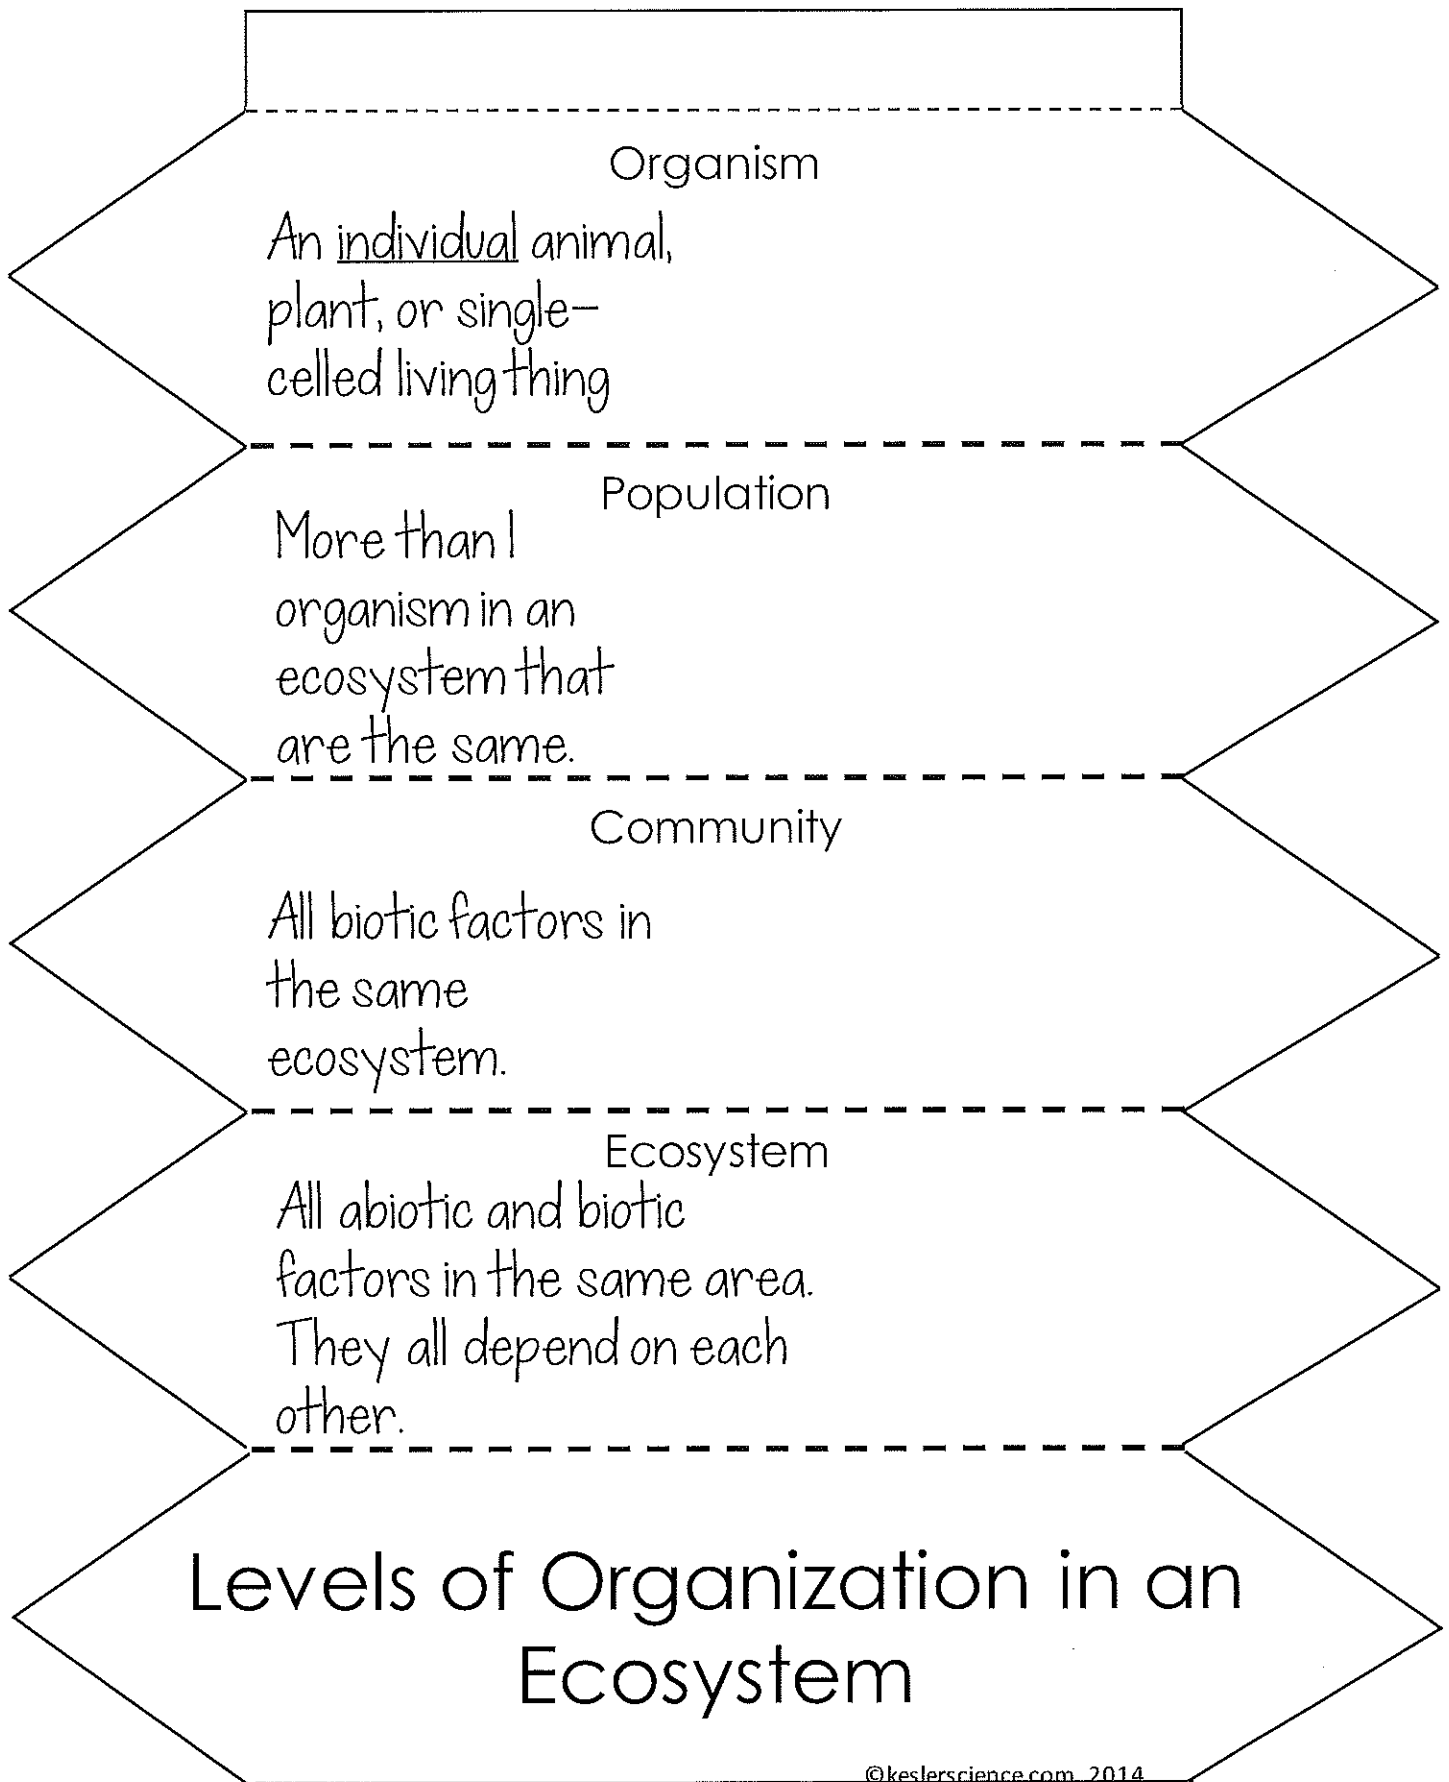 Organism
An individual animal,
plant, or single-
celled living thing
Population
More than 1
organism in an
ecosystem that
are the same.
Community
All biotic factors in
the same
ecosystem.
Ecosystem
All abiotic and biotic
factors in the same area.
They all depend on each
other.
Levels of Organization in an
Ecosystem
©keslerscience.com, 2014